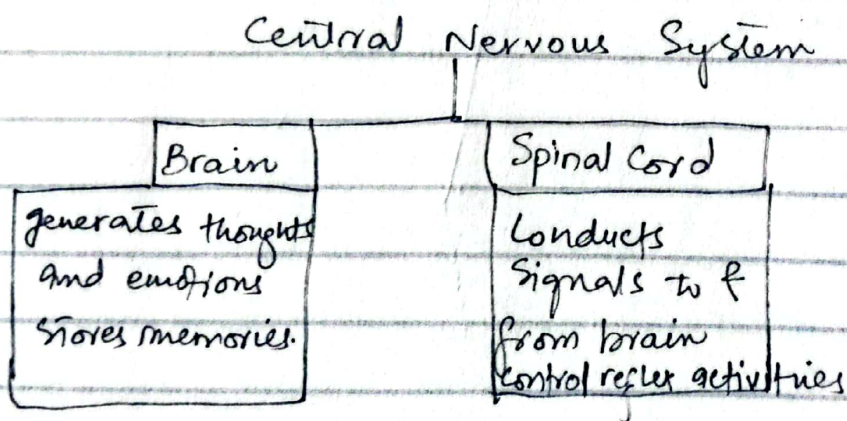 Central Nervous System
Brain
Spinal Cord
generates thoughts
and emotions
stores memories.
Conducts
Signals to &
from brain
control reflex activities